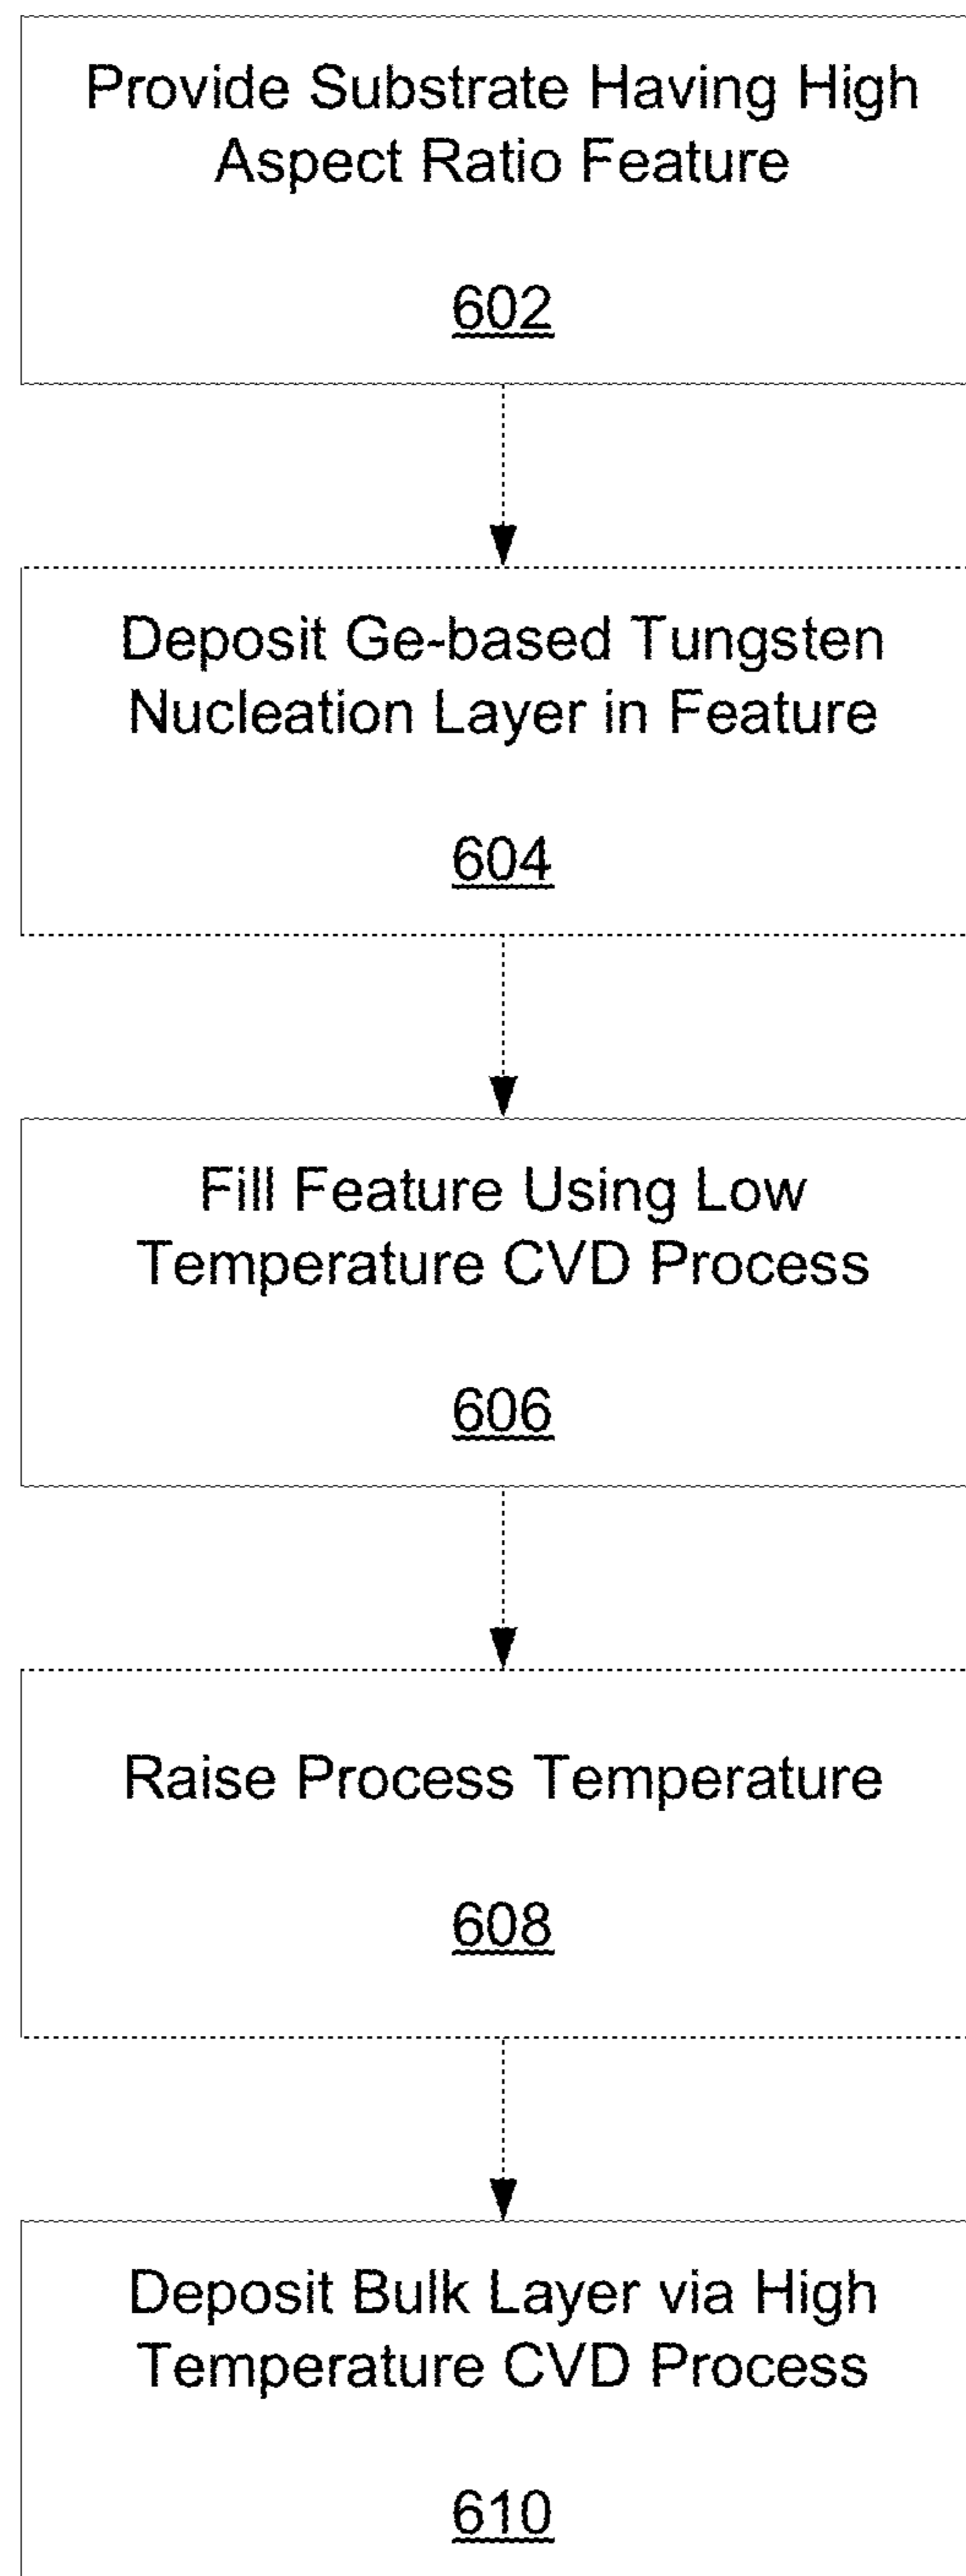 Provide Substrate Having High
Aspect Ratio Feature
602
Deposit Ge-based Tungsten
Nucleation Layer in Feature
604
Fill Feature Using Low
Temperature CVD Process
606
Raise Process Temperature
608
Deposit Bulk Layer via High
Temperature CVD Process
610